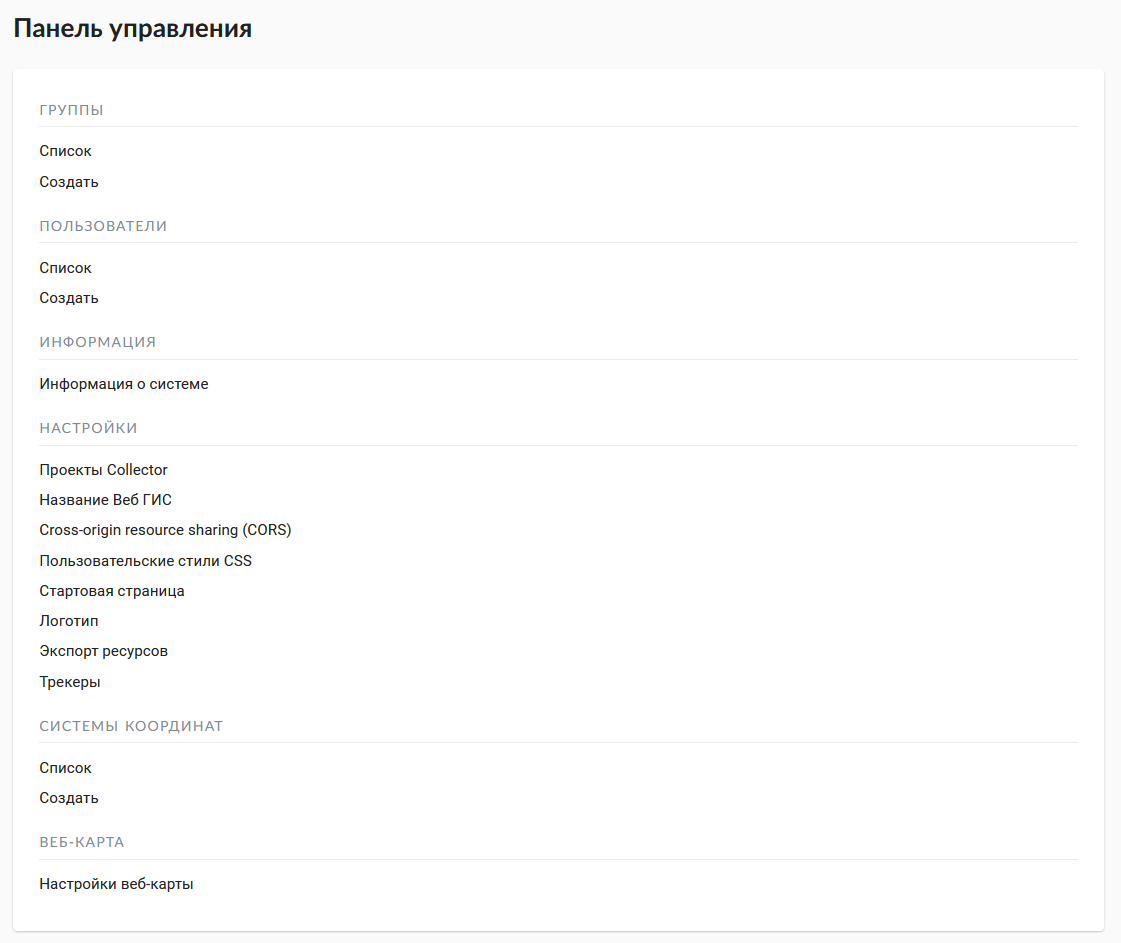 Панель управления
ГРУППЫ
Список
Создать
ПОЛЬЗОВАТЕЛИ
Список
Создать
ИНФОРМАЦИЯ
Информация о системе
НАСТРОЙКИ
Проекты Collector
Название Веб ГИС
Cross-origin resource sharing (CORS)
Пользовательские стили CSS
Стартовая страница
Логотип
Экспорт ресурсов
Трекеры
СИСТЕМЫ КООРДИНАТ
Список
Создать
ВЕБ-КАРТА
Настройки веб-карты